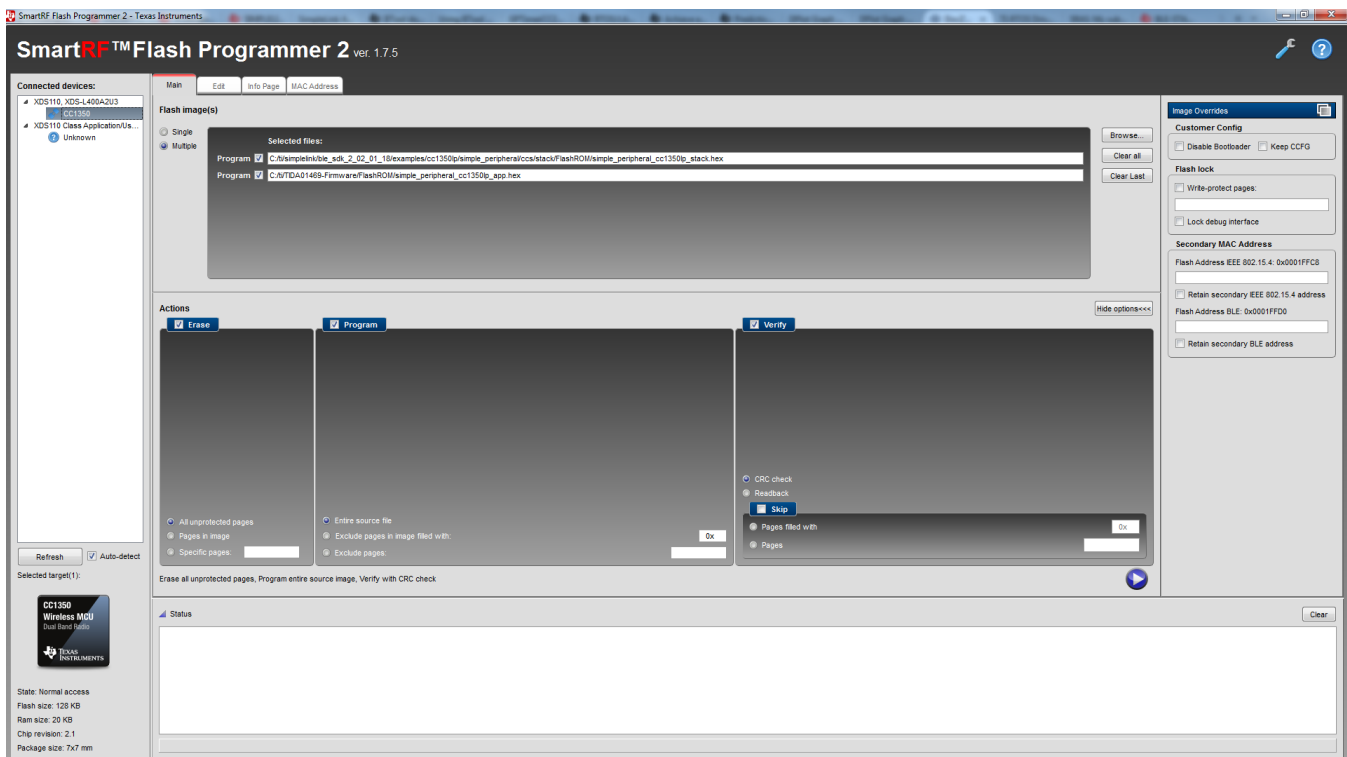 SmartRF Flash Programmer 2 - Texas Instruments
SmartRF™Flash Programmer 2 ver. 1.7.5
Connected devices:
XDS110, XDS-L400A2U3
CC1350
XDS110 Class Application/Us...
Unknown
Refresh
Auto-detect
Selected target(1):
CC1350
Wireless MCU
Dual Band Radio
TEXAS
INSTRUMENTS
State: Normal access
Flash size: 128 KB
Ram size: 20 KB
Chip revision: 2.1
Package size: 7x7 mm
Main
Edit
Info Page
MAC Address
Flash image(s)
Single
Multiple
Selected files:
Program C:/ti/simplelink/ble_sdk_2_02_01_18/examples/cc1350lp/simple_peripheral/ccs/stack/FlashROM/simple_peripheral_cc1350lp_stack.hex
Program C:/ti/TIDA01469-Firmware/FlashROM/simple_peripheral_cc1350lp_app.hex
Browse...
Clear all
Clear Last
Actions
Hide options<<<
Erase
All unprotected pages
Pages in image
Specific pages:
Program
Entire source file
Exclude pages in image filled with: 0x
Exclude pages:
Verify
CRC check
Readback
Skip
Pages filled with 0x
Pages
Erase all unprotected pages, Program entire source image, Verify with CRC check
Status
Clear
Image Overrides
Customer Config
Disable Bootloader Keep CCFG
Flash lock
Write-protect pages:
Lock debug interface
Secondary MAC Address
Flash Address IEEE 802.15.4: 0x0001FFC8
Retain secondary IEEE 802.15.4 address
Flash Address BLE: 0x0001FFD0
Retain secondary BLE address